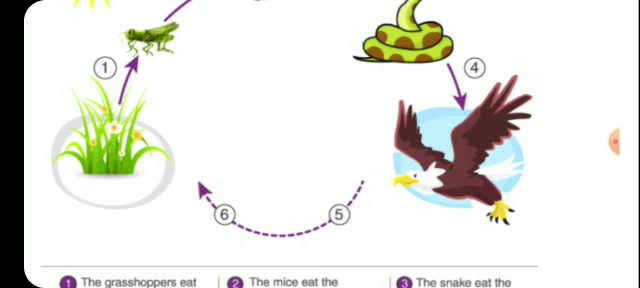 1
4
6
5
1 The grasshoppers eat
2 The mice eat the
3 The snake eat the